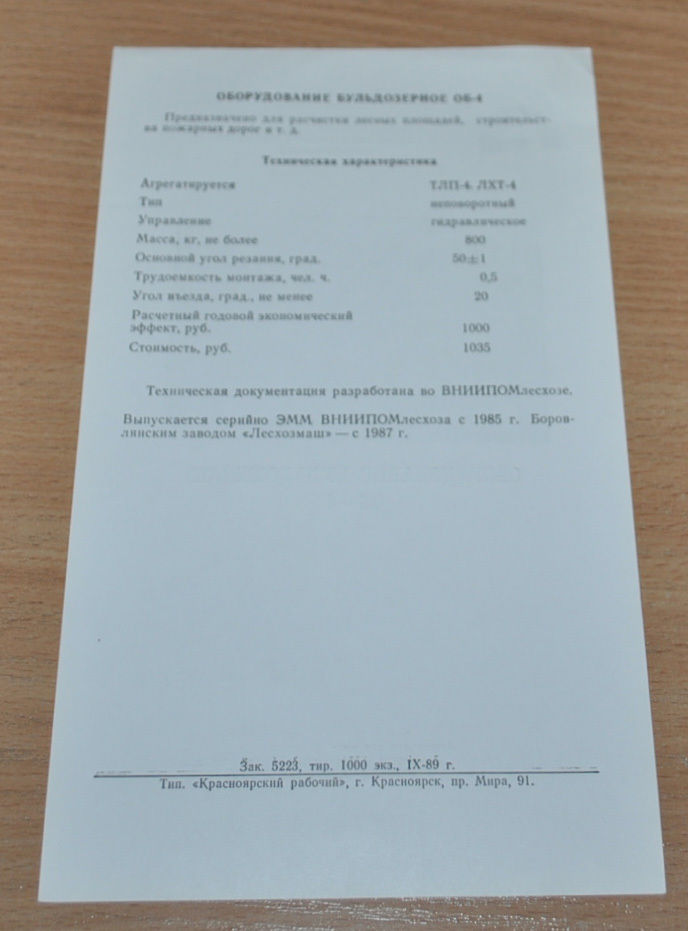 ОБОРУДОВАНИЕ БУЛЬДОЗЕРНОЕ ОБ-4
Предназначено для расчистки лесных площадей, строительст-
ва пожарных дорог и т. д.
Техническая характеристика
Агрегатируется ТЛП-4, ЛХТ-4
Тип неповоротный
Управление гидравлическое
Масса, кг, не более 800
Основной угол резания, град. 50±1
Трудоемкость монтажа, чел. ч. 0,5
Угол въезда, град., не менее 20
Расчетный годовой экономический
эффект, руб. 1000
Стоимость, руб. 1035
Техническая документация разработана во ВНИИПОМлесхозе.
Выпускается серийно ЭММ ВНИИПОМлесхоза с 1985 г. Боров-
лянским заводом «Лесхозмаш» — с 1987 г.
Зак. 5223, тир. 1000 экз., IX-89 г.
Тип. «Красноярский рабочий», г. Красноярск, пр. Мира, 91.